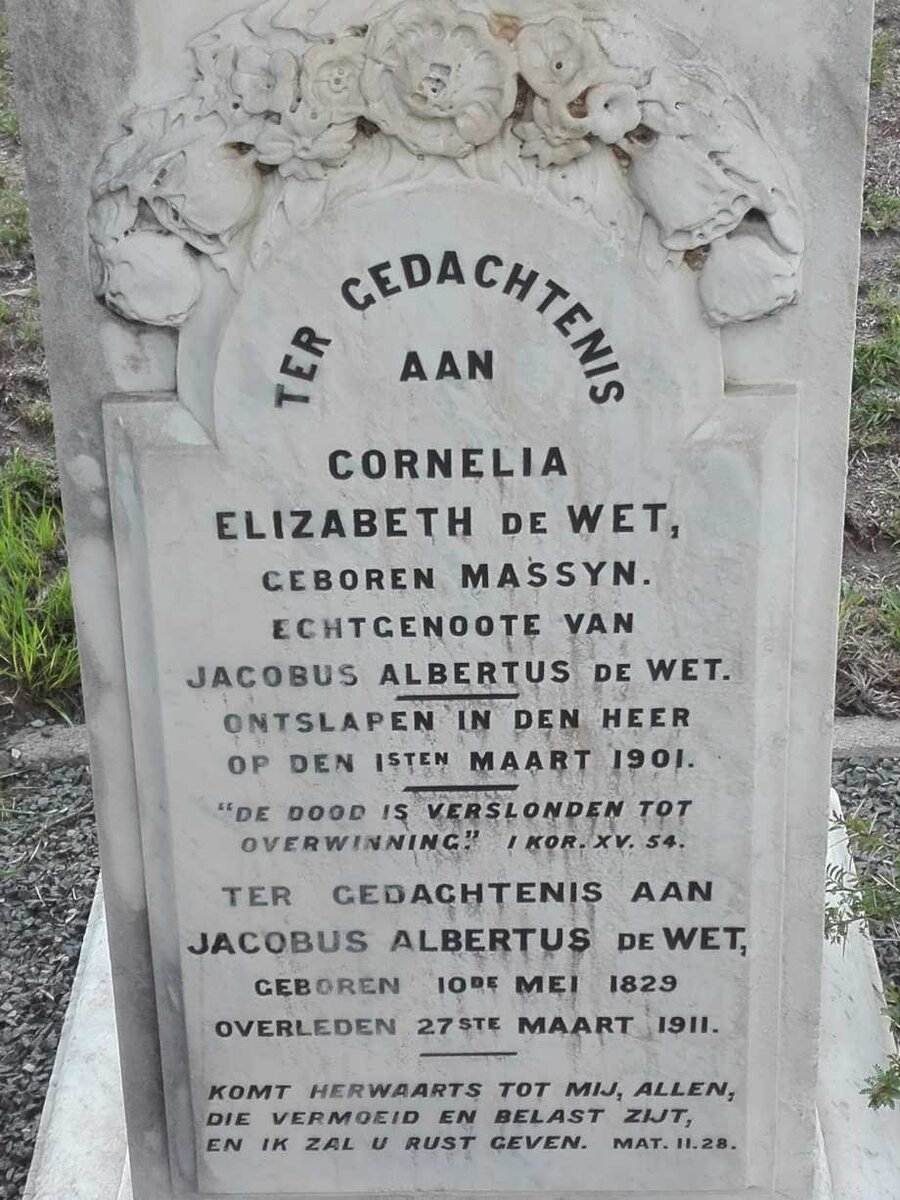 TER GEDACHTENIS
AAN
CORNELIA
ELIZABETH DE WET,
GEBOREN MASSYN.
ECHTGENOOTE VAN
JACOBUS ALBERTUS DE WET.
ONTSLAPEN IN DEN HEER
OP DEN 1STEN MAART 1901.
"DE DOOD IS VERSLONDEN TOT
OVERWINNING." I KOR. XV. 54.
TER GEDACHTENIS AAN
JACOBUS ALBERTUS DE WET,
GEBOREN 10DE MEI 1829
OVERLEDEN 27STE MAART 1911.
KOMT HERWAARTS TOT MIJ, ALLEN,
DIE VERMOEID EN BELAST ZIJT,
EN IK ZAL U RUST GEVEN. MAT. 11.28.